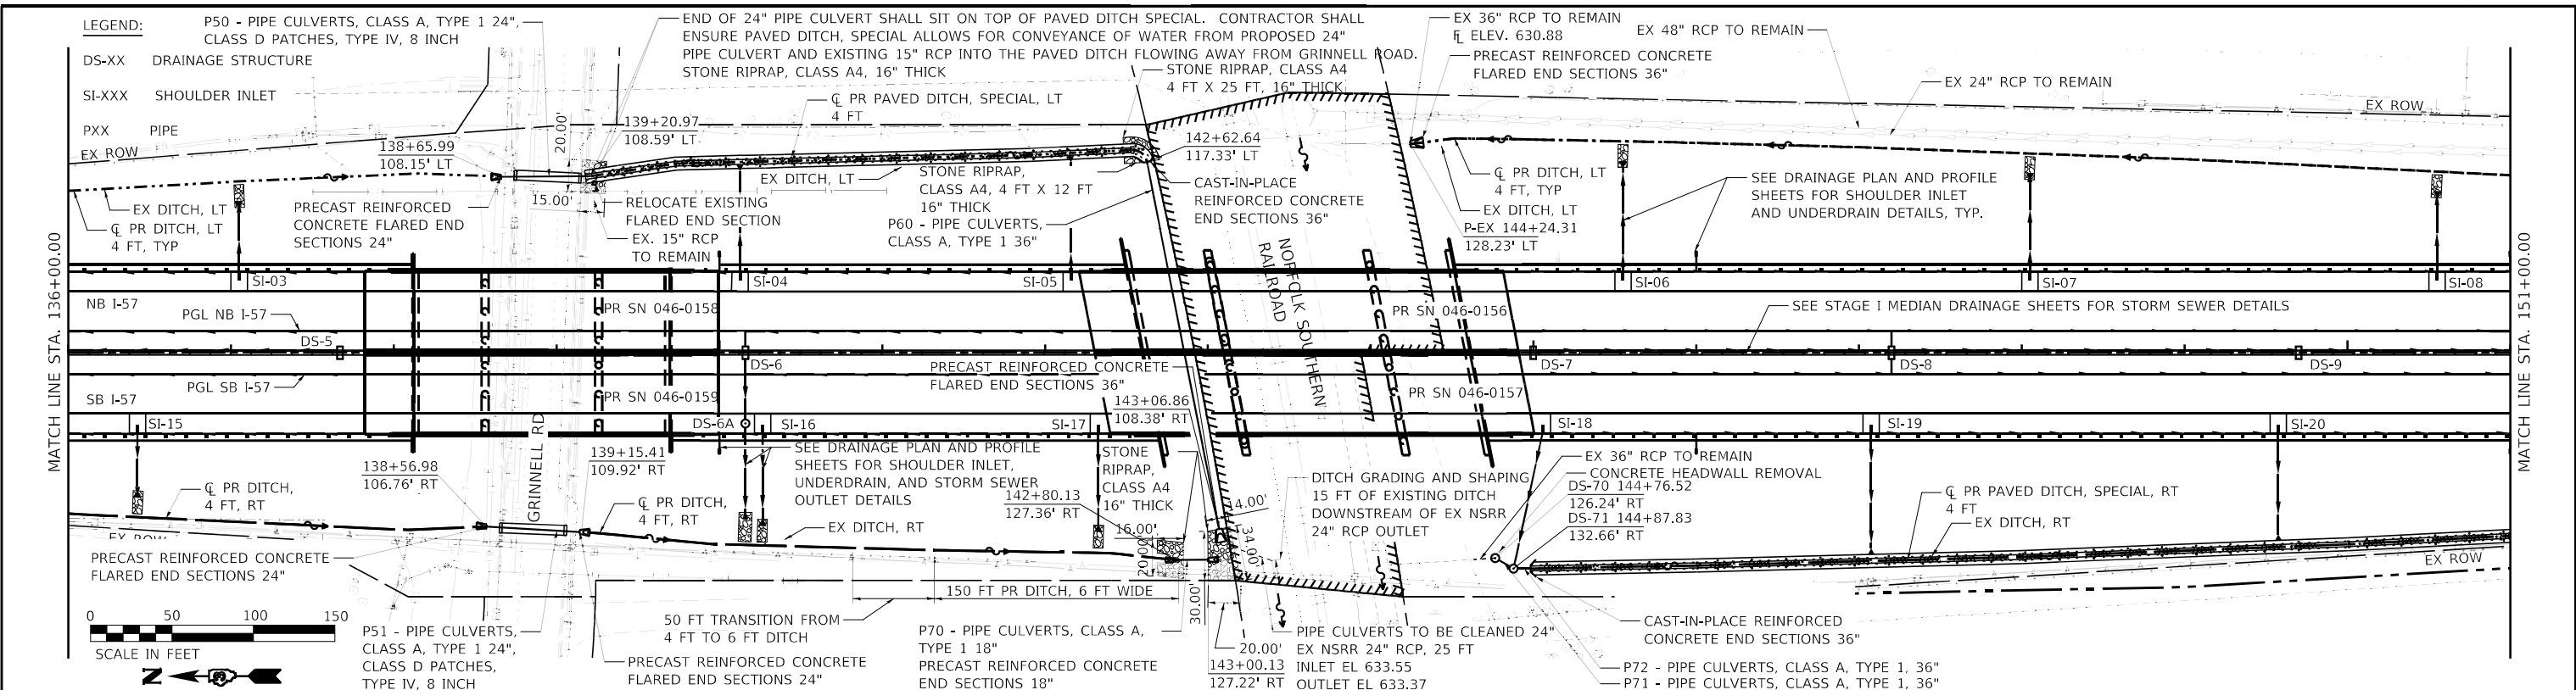 LEGEND:
DS-XX DRAINAGE STRUCTURE
SI-XXX SHOULDER INLET
PXX PIPE
P50 - PIPE CULVERTS, CLASS A, TYPE 1 24",
CLASS D PATCHES, TYPE IV, 8 INCH
END OF 24" PIPE CULVERT SHALL SIT ON TOP OF PAVED DITCH SPECIAL. CONTRACTOR SHALL
ENSURE PAVED DITCH, SPECIAL ALLOWS FOR CONVEYANCE OF WATER FROM PROPOSED 24"
PIPE CULVERT AND EXISTING 15" RCP INTO THE PAVED DITCH FLOWING AWAY FROM GRINNELL ROAD.
STONE RIPRAP, CLASS A4, 16" THICK
STONE RIPRAP, CLASS A4
4 FT X 25 FT, 16" THICK
EX 36" RCP TO REMAIN
FL ELEV. 630.88
PRECAST REINFORCED CONCRETE
FLARED END SECTIONS 36"
EX 48" RCP TO REMAIN
EX 24" RCP TO REMAIN
EX ROW
EX ROW
138+65.99
108.15' LT
20.00'
139+20.97
108.59' LT
℄ PR PAVED DITCH, SPECIAL, LT
4 FT
142+62.64
117.33' LT
EX DITCH, LT
℄ PR DITCH, LT
4 FT, TYP
PRECAST REINFORCED
CONCRETE FLARED END
SECTIONS 24"
15.00'
RELOCATE EXISTING
FLARED END SECTION
EX. 15" RCP
TO REMAIN
EX DITCH, LT
STONE RIPRAP,
CLASS A4, 4 FT X 12 FT
16" THICK
P60 - PIPE CULVERTS,
CLASS A, TYPE 1 36"
CAST-IN-PLACE
REINFORCED CONCRETE
END SECTIONS 36"
℄ PR DITCH, LT
4 FT, TYP
EX DITCH, LT
P-EX 144+24.31
128.23' LT
SEE DRAINAGE PLAN AND PROFILE
SHEETS FOR SHOULDER INLET
AND UNDERDRAIN DETAILS, TYP.
MATCH LINE STA. 136+00.00
MATCH LINE STA. 151+00.00
SI-03
SI-04
SI-05
SI-06
SI-07
SI-08
NB I-57
PGL NB I-57
PR SN 046-0158
NORFOLK SOUTHERN
RAILROAD
PR SN 046-0156
SEE STAGE I MEDIAN DRAINAGE SHEETS FOR STORM SEWER DETAILS
DS-5
DS-6
DS-7
DS-8
DS-9
PGL SB I-57
SB I-57
PR SN 046-0159
PRECAST REINFORCED CONCRETE
FLARED END SECTIONS 36"
143+06.86
108.38' RT
PR SN 046-0157
SI-15
DS-6A
SI-16
SI-17
SI-18
SI-19
SI-20
GRINNELL RD
138+56.98
106.76' RT
139+15.41
109.92' RT
SEE DRAINAGE PLAN AND PROFILE
SHEETS FOR SHOULDER INLET,
UNDERDRAIN, AND STORM SEWER
OUTLET DETAILS
STONE
RIPRAP,
CLASS A4
16" THICK
142+80.13
127.36' RT
DITCH GRADING AND SHAPING
15 FT OF EXISTING DITCH
DOWNSTREAM OF EX NSRR
24" RCP OUTLET
EX 36" RCP TO REMAIN
CONCRETE HEADWALL REMOVAL
DS-70 144+76.52
126.24' RT
DS-71 144+87.83
132.66' RT
℄ PR PAVED DITCH, SPECIAL, RT
4 FT
EX DITCH, RT
℄ PR DITCH,
4 FT, RT
℄ PR DITCH,
4 FT, RT
EX DITCH, RT
14.00'
16.00'
20.00'
34.00'
30.00'
EX ROW
EX ROW
PRECAST REINFORCED CONCRETE
FLARED END SECTIONS 24"
150 FT PR DITCH, 6 FT WIDE
50 FT TRANSITION FROM
4 FT TO 6 FT DITCH
0 50 100 150
SCALE IN FEET
N
P51 - PIPE CULVERTS,
CLASS A, TYPE 1 24",
CLASS D PATCHES,
TYPE IV, 8 INCH
PRECAST REINFORCED CONCRETE
FLARED END SECTIONS 24"
P70 - PIPE CULVERTS, CLASS A,
TYPE 1 18"
PRECAST REINFORCED CONCRETE
END SECTIONS 18"
20.00'
143+00.13
127.22' RT
PIPE CULVERTS TO BE CLEANED 24"
EX NSRR 24" RCP, 25 FT
INLET EL 633.55
OUTLET EL 633.37
CAST-IN-PLACE REINFORCED
CONCRETE END SECTIONS 36"
P72 - PIPE CULVERTS, CLASS A, TYPE 1, 36"
P71 - PIPE CULVERTS, CLASS A, TYPE 1, 36"